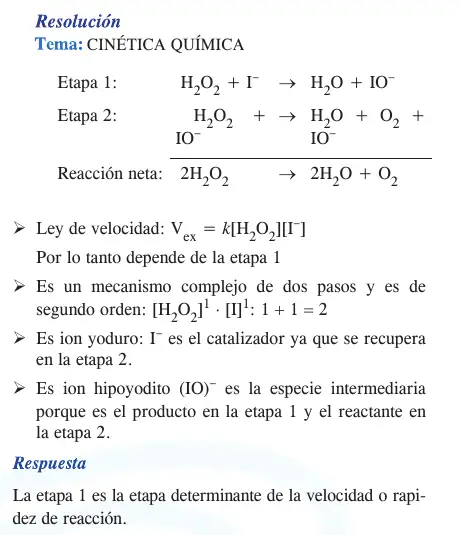 Resolución
Tema: CINÉTICA QUÍMICA
Etapa 1: H₂O₂ + I⁻ → H₂O + IO⁻
Etapa 2: H₂O₂ + → H₂O + O₂ +
IO⁻ IO⁻
Reacción neta: 2H₂O₂ → 2H₂O + O₂
➢ Ley de velocidad: Vₑₓ = k[H₂O₂][I⁻]
Por lo tanto depende de la etapa 1
➢ Es un mecanismo complejo de dos pasos y es de
segundo orden: [H₂O₂]¹ · [I]¹: 1 + 1 = 2
➢ Es ion yoduro: I⁻ es el catalizador ya que se recupera
en la etapa 2.
➢ Es ion hipoyodito (IO)⁻ es la especie intermediaria
porque es el producto en la etapa 1 y el reactante en
la etapa 2.
Respuesta
La etapa 1 es la etapa determinante de la velocidad o rapi-
dez de reacción.